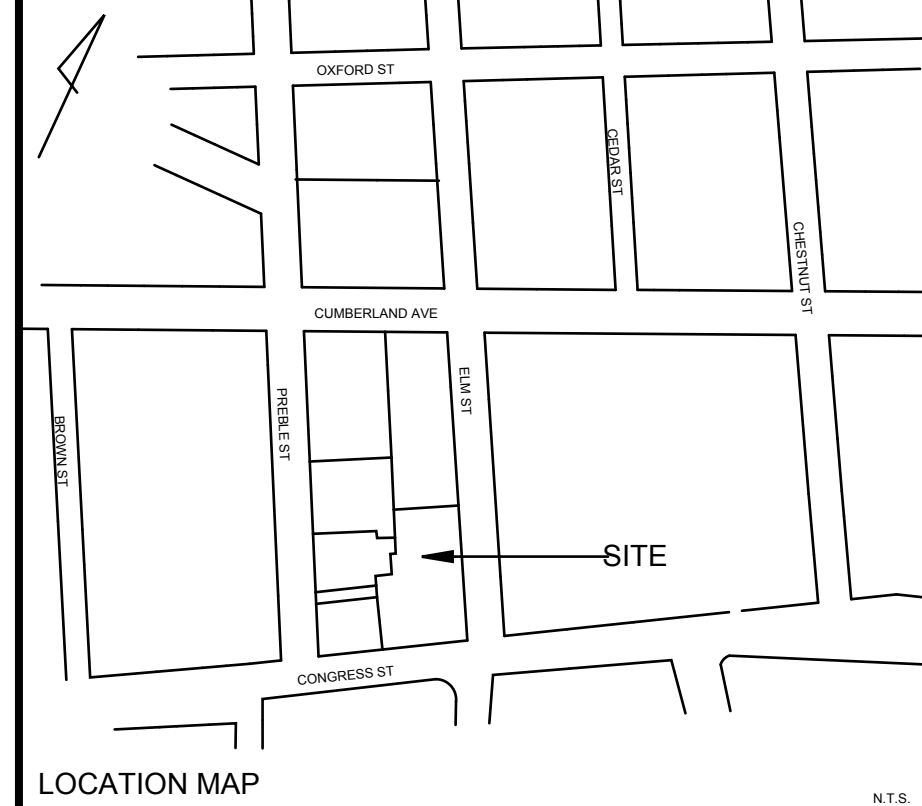 OXFORD ST
CEDAR ST
CHESTNUT ST
CUMBERLAND AVE
ELM ST
PREBLE ST
BROWN ST
SITE
CONGRESS ST
LOCATION MAP
N.T.S.